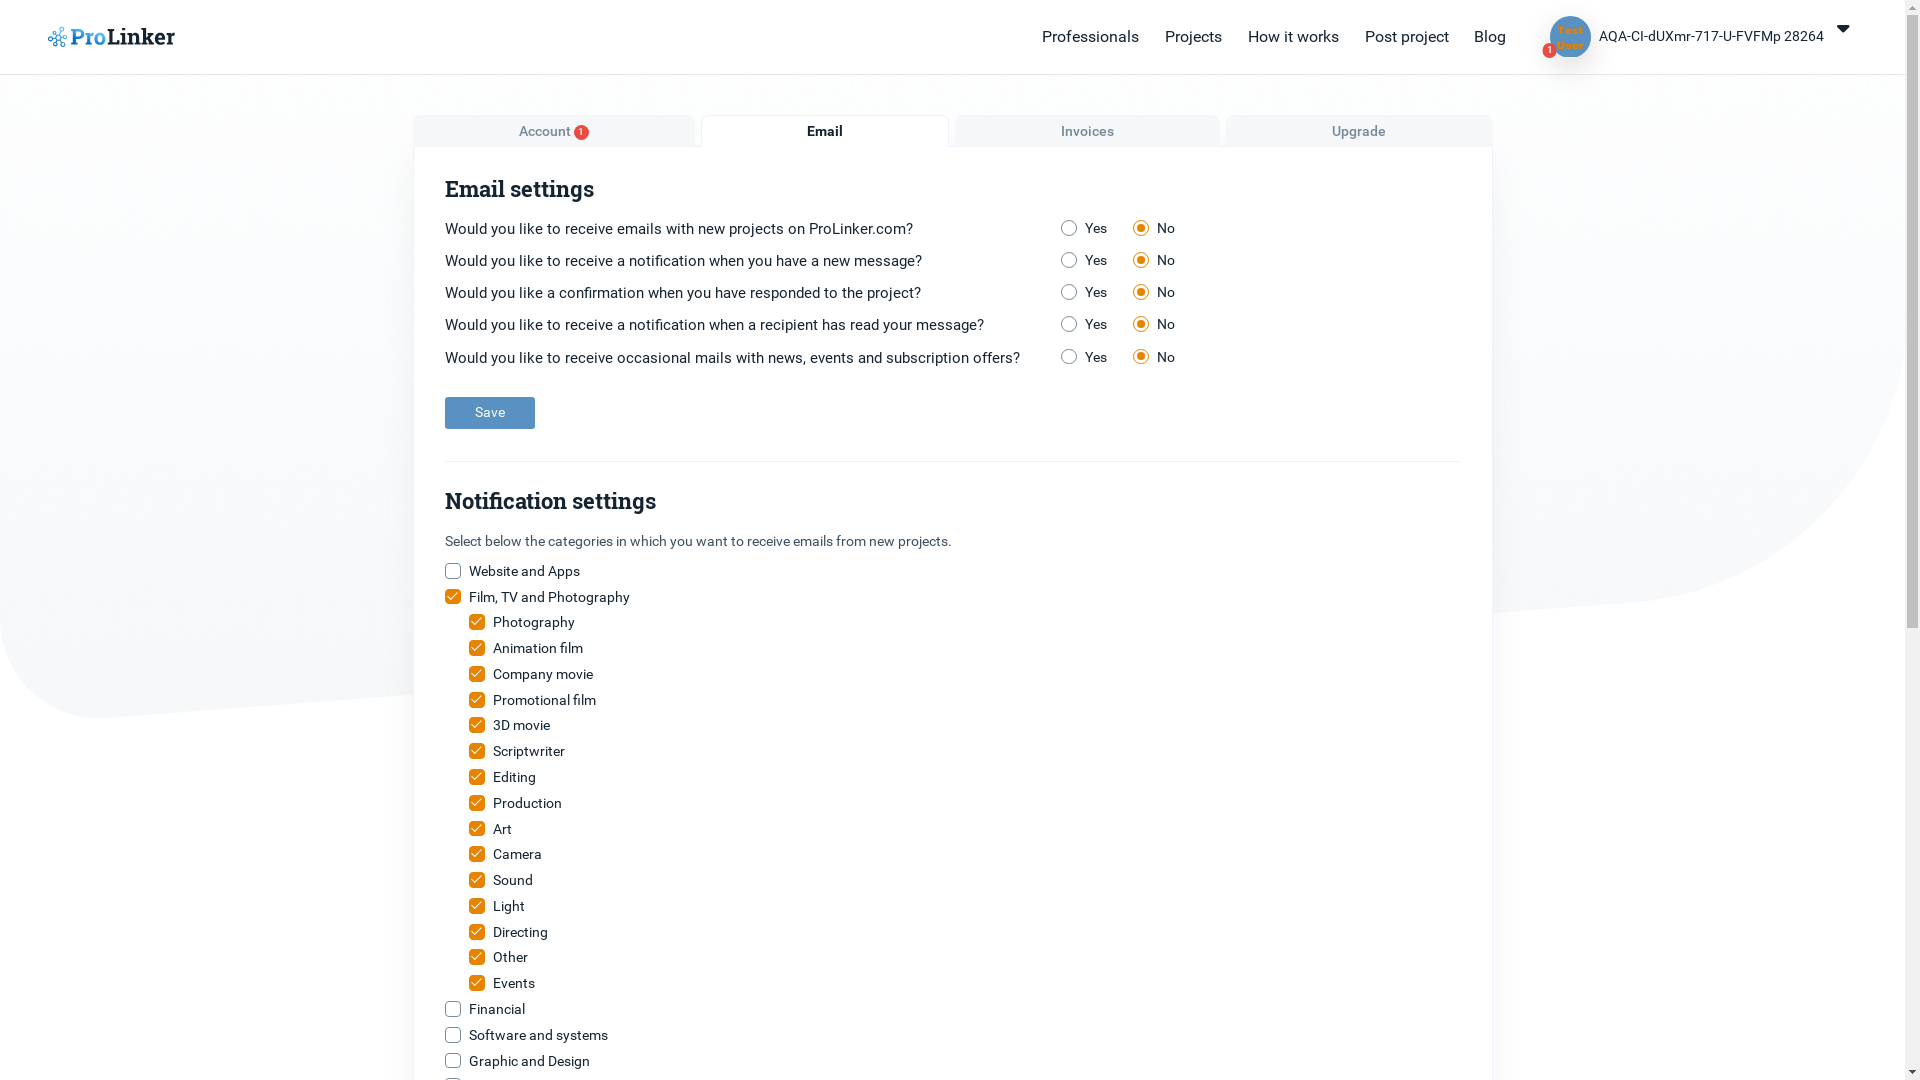 ProLinker
Professionals
Projects
How it works
Post project
Blog
Test
User
1
AQA-CI-dUXmr-717-U-FVFMp 28264
Account 1
Email
Invoices
Upgrade
Email settings
Would you like to receive emails with new projects on ProLinker.com? Yes No
Would you like to receive a notification when you have a new message? Yes No
Would you like a confirmation when you have responded to the project? Yes No
Would you like to receive a notification when a recipient has read your message? Yes No
Would you like to receive occasional mails with news, events and subscription offers? Yes No
Save
Notification settings
Select below the categories in which you want to receive emails from new projects.
Website and Apps
Film, TV and Photography
Photography
Animation film
Company movie
Promotional film
3D movie
Scriptwriter
Editing
Production
Art
Camera
Sound
Light
Directing
Other
Events
Financial
Software and systems
Graphic and Design